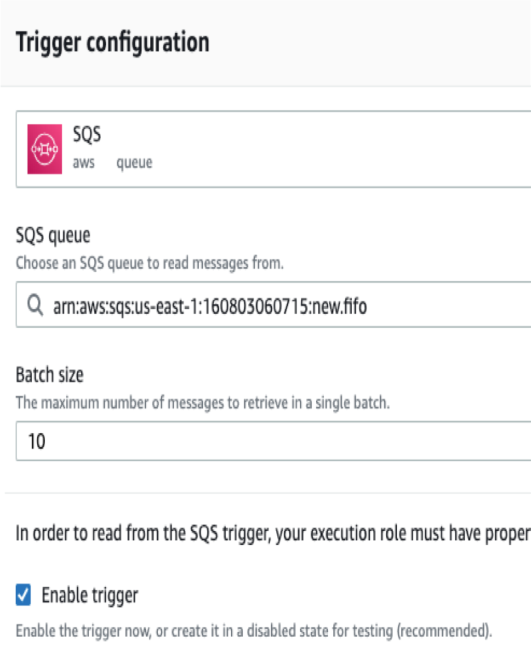 Trigger configuration
SQS
aws queue
SQS queue
Choose an SQS queue to read messages from.
arn:aws:sqs:us-east-1:160803060715:new.fifo
Batch size
The maximum number of messages to retrieve in a single batch.
10
In order to read from the SQS trigger, your execution role must have proper
Enable trigger
Enable the trigger now, or create it in a disabled state for testing (recommended).